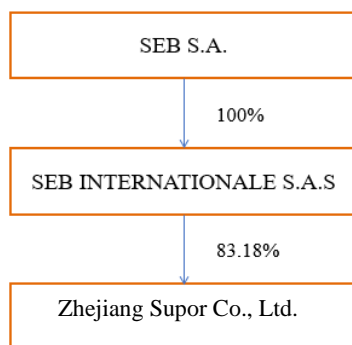 SEB S.A.
100%
SEB INTERNATIONALE S.A.S
83.18%
Zhejiang Supor Co., Ltd.